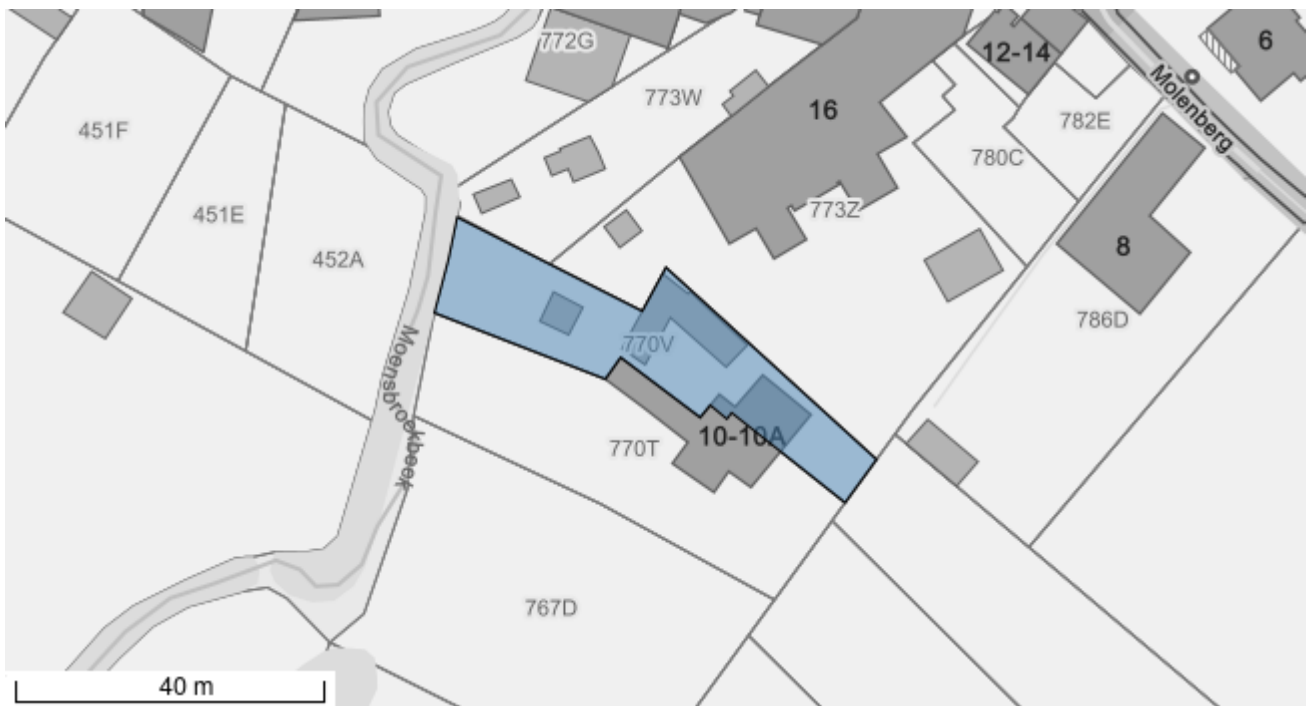 772G
12-14
6
773W
Molenberg
451F
16
782E
780C
451E
773Z
8
452A
786D
770V
Moensbroekbeek
10-10A
770T
767D
40 m